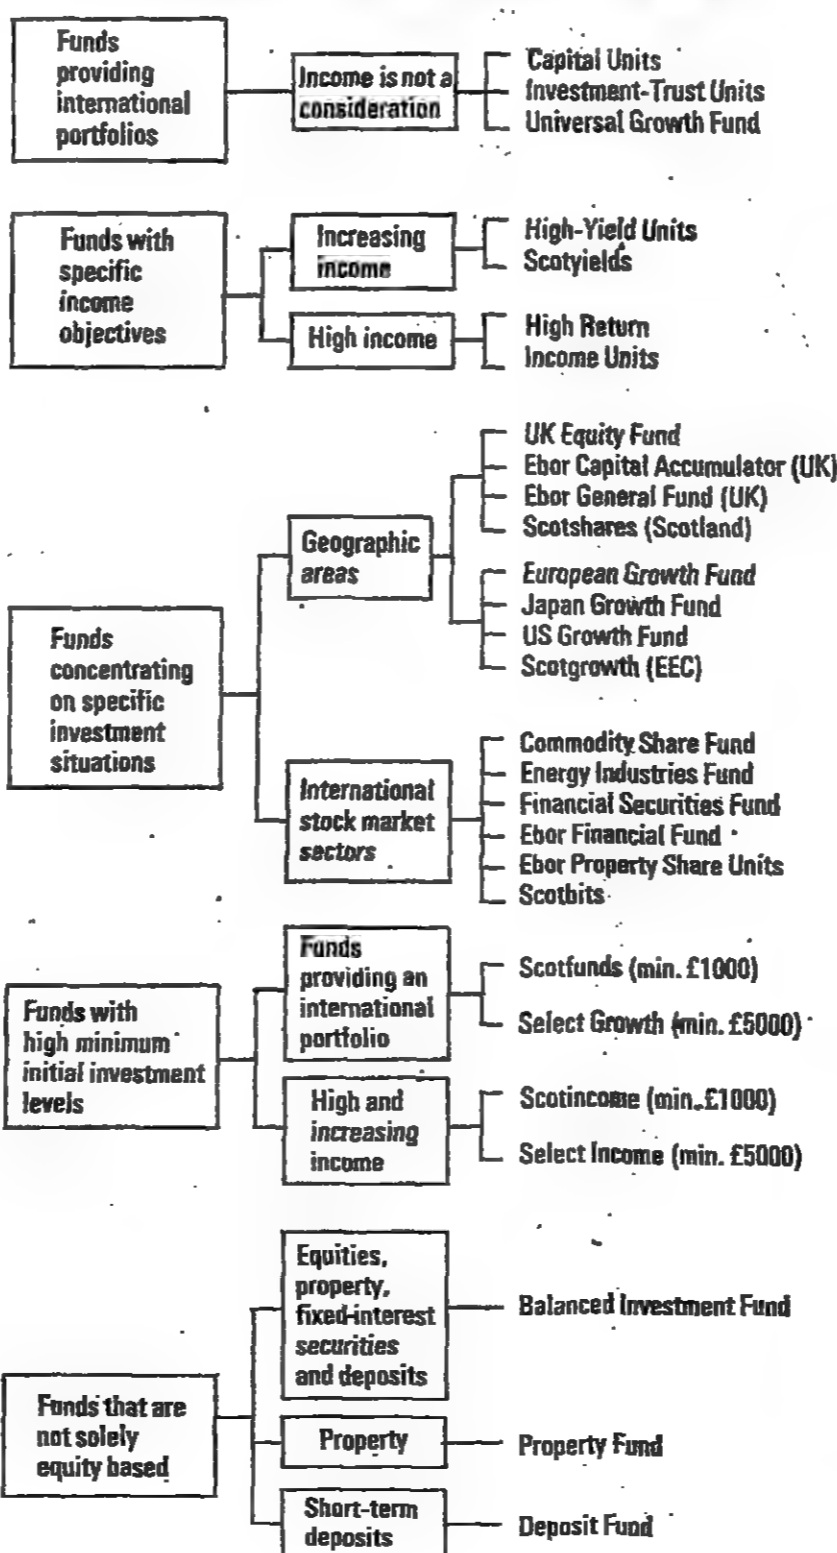 Funds
providing
international
portfolios
Income is not a
consideration
Capital Units
Investment-Trust Units
Universal Growth Fund
Funds with
specific
income
objectives
Increasing
income
High-Yield Units
Scotyields
High income
High Return
Income Units
Funds
concentrating
on specific
investment
situations
Geographic
areas
UK Equity Fund
Ebor Capital Accumulator (UK)
Ebor General Fund (UK)
Scotshares (Scotland)
European Growth Fund
Japan Growth Fund
US Growth Fund
Scotgrowth (EEC)
International
stock market
sectors
Commodity Share Fund
Energy Industries Fund
Financial Securities Fund
Ebor Financial Fund
Ebor Property Share Units
Scotbits
Funds with
high minimum
initial investment
levels
Funds
providing an
international
portfolio
Scotfunds (min. £1000)
Select Growth (min. £5000)
High and
increasing
income
Scotincome (min. £1000)
Select Income (min. £5000)
Funds that are
not solely
equity based
Equities,
property,
fixed-interest
securities
and deposits
Balanced Investment Fund
Property
Property Fund
Short-term
deposits
Deposit Fund